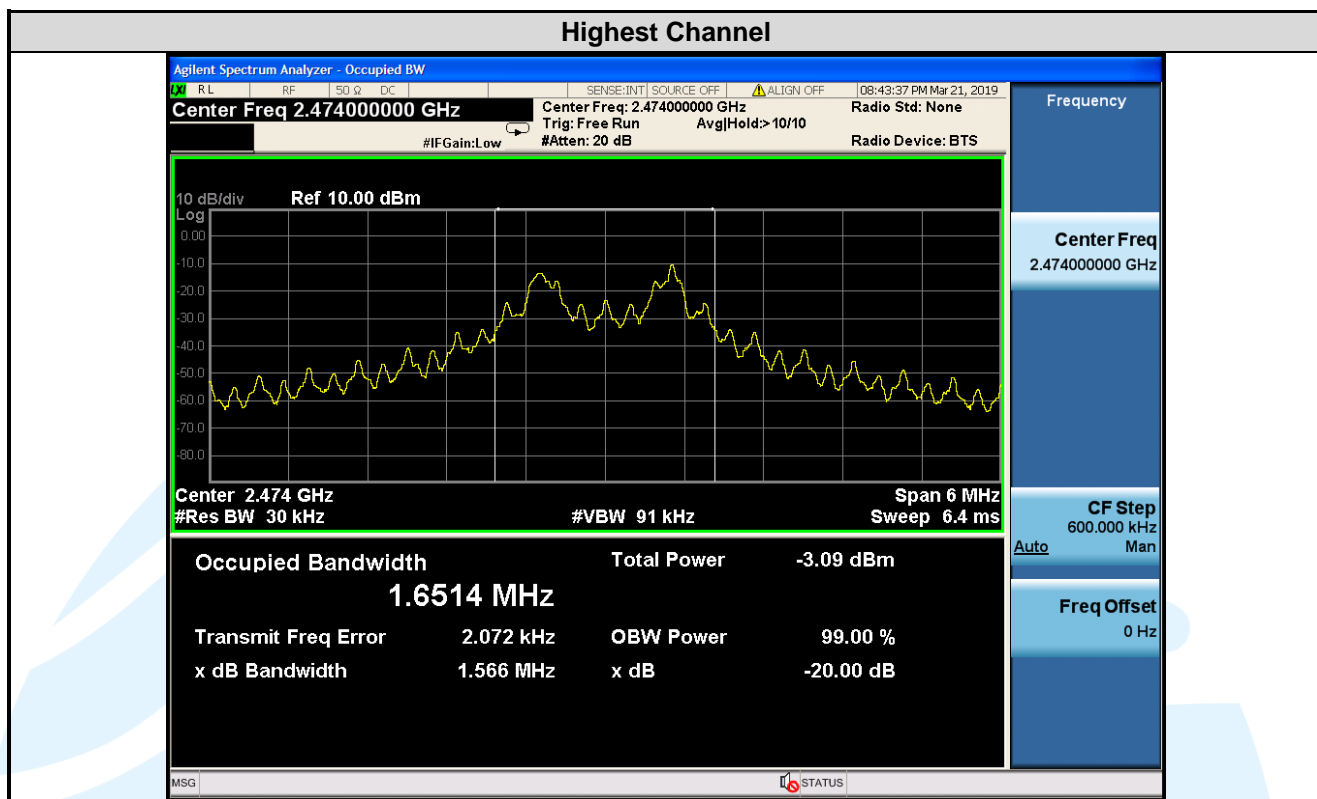 Highest Channel
Agilent Spectrum Analyzer - Occupied BW
LXI RL RF 50 Ω DC SENSE:INT SOURCE OFF ALIGN OFF 08:43:37 PM Mar 21, 2019
Center Freq 2.474000000 GHz
Center Freq: 2.474000000 GHz
Radio Std: None
Trig: Free Run Avg|Hold:>10/10
#IFGain:Low #Atten: 20 dB Radio Device: BTS
10 dB/div Ref 10.00 dBm
Log
0.00
-10.0
-20.0
-30.0
-40.0
-50.0
-60.0
-70.0
-80.0
Center 2.474 GHz Span 6 MHz
#Res BW 30 kHz #VBW 91 kHz Sweep 6.4 ms
Occupied Bandwidth Total Power -3.09 dBm
1.6514 MHz
Transmit Freq Error 2.072 kHz OBW Power 99.00 %
x dB Bandwidth 1.566 MHz x dB -20.00 dB
MSG STATUS
Frequency
Center Freq
2.474000000 GHz
CF Step
600.000 kHz
Auto Man
Freq Offset
0 Hz